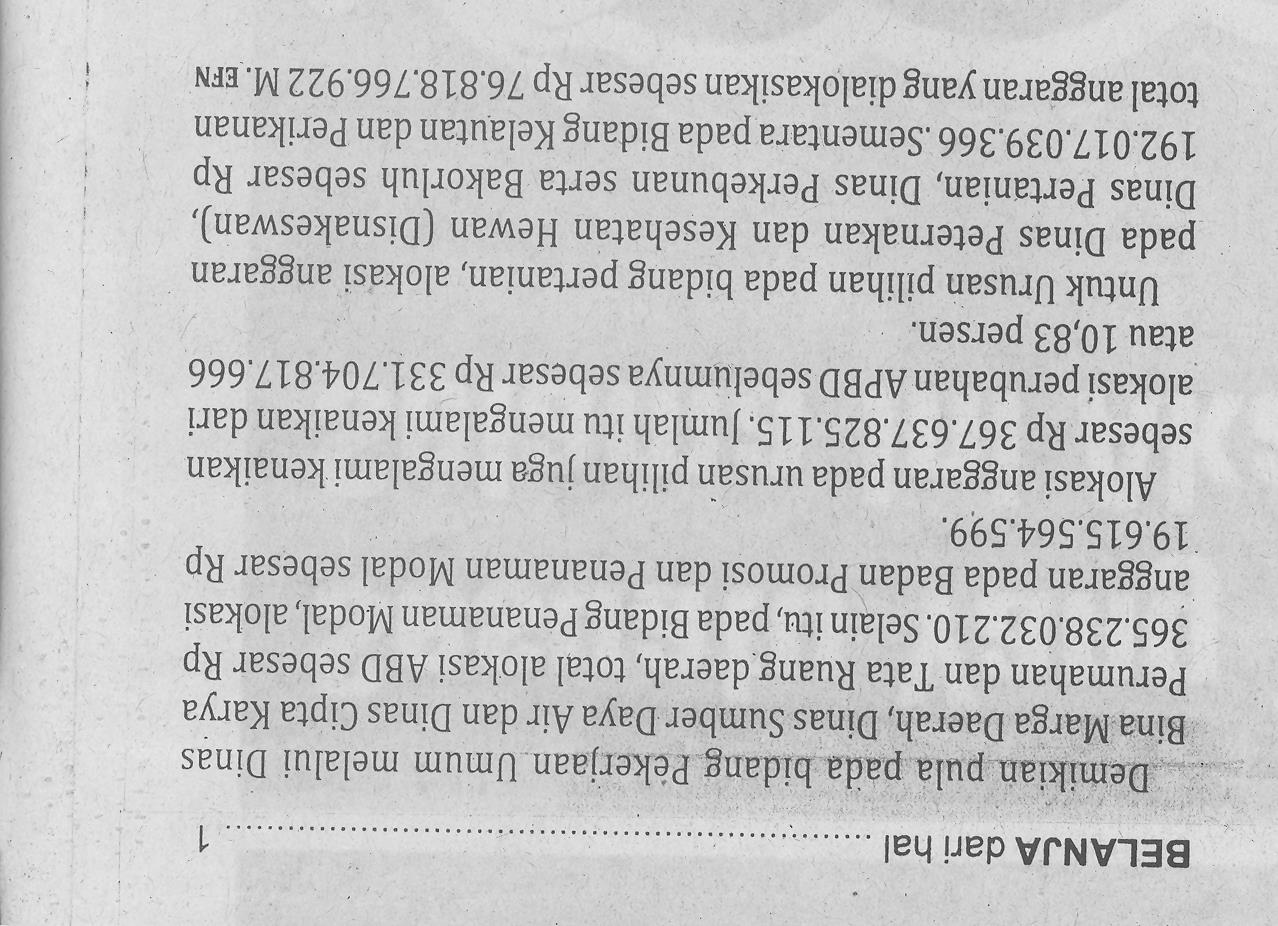 BELANJA dari hal ........................................................................ 1
Demikian pula pada bidang Pekerjaan Umum melalui Dinas
Bina Marga Daerah, Dinas Sumber Daya Air dan Dinas Cipta Karya
Perumahan dan Tata Ruang daerah, total alokasi ABD sebesar Rp
365.238.032.210. Selain itu, pada Bidang Penanaman Modal, alokasi
anggaran pada Badan Promosi dan Penanaman Modal sebesar Rp
19.615.564.599.
Alokasi anggaran pada urusan pilihan juga mengalami kenaikan
sebesar Rp 367.637.825.115. Jumlah itu mengalami kenaikan dari
alokasi perubahan APBD sebelumnya sebesar Rp 331.704.817.666
atau 10,83 persen.
Untuk Urusan pilihan pada bidang pertanian, alokasi anggaran
pada Dinas Peternakan dan Kesehatan Hewan (Disnakeswan),
Dinas Pertanian, Dinas Perkebunan serta Bakorluh sebesar Rp
192.017.039.366. Sementara pada Bidang Kelautan dan Perikanan
total anggaran yang dialokasikan sebesar Rp 76.818.766.922 M. EFN